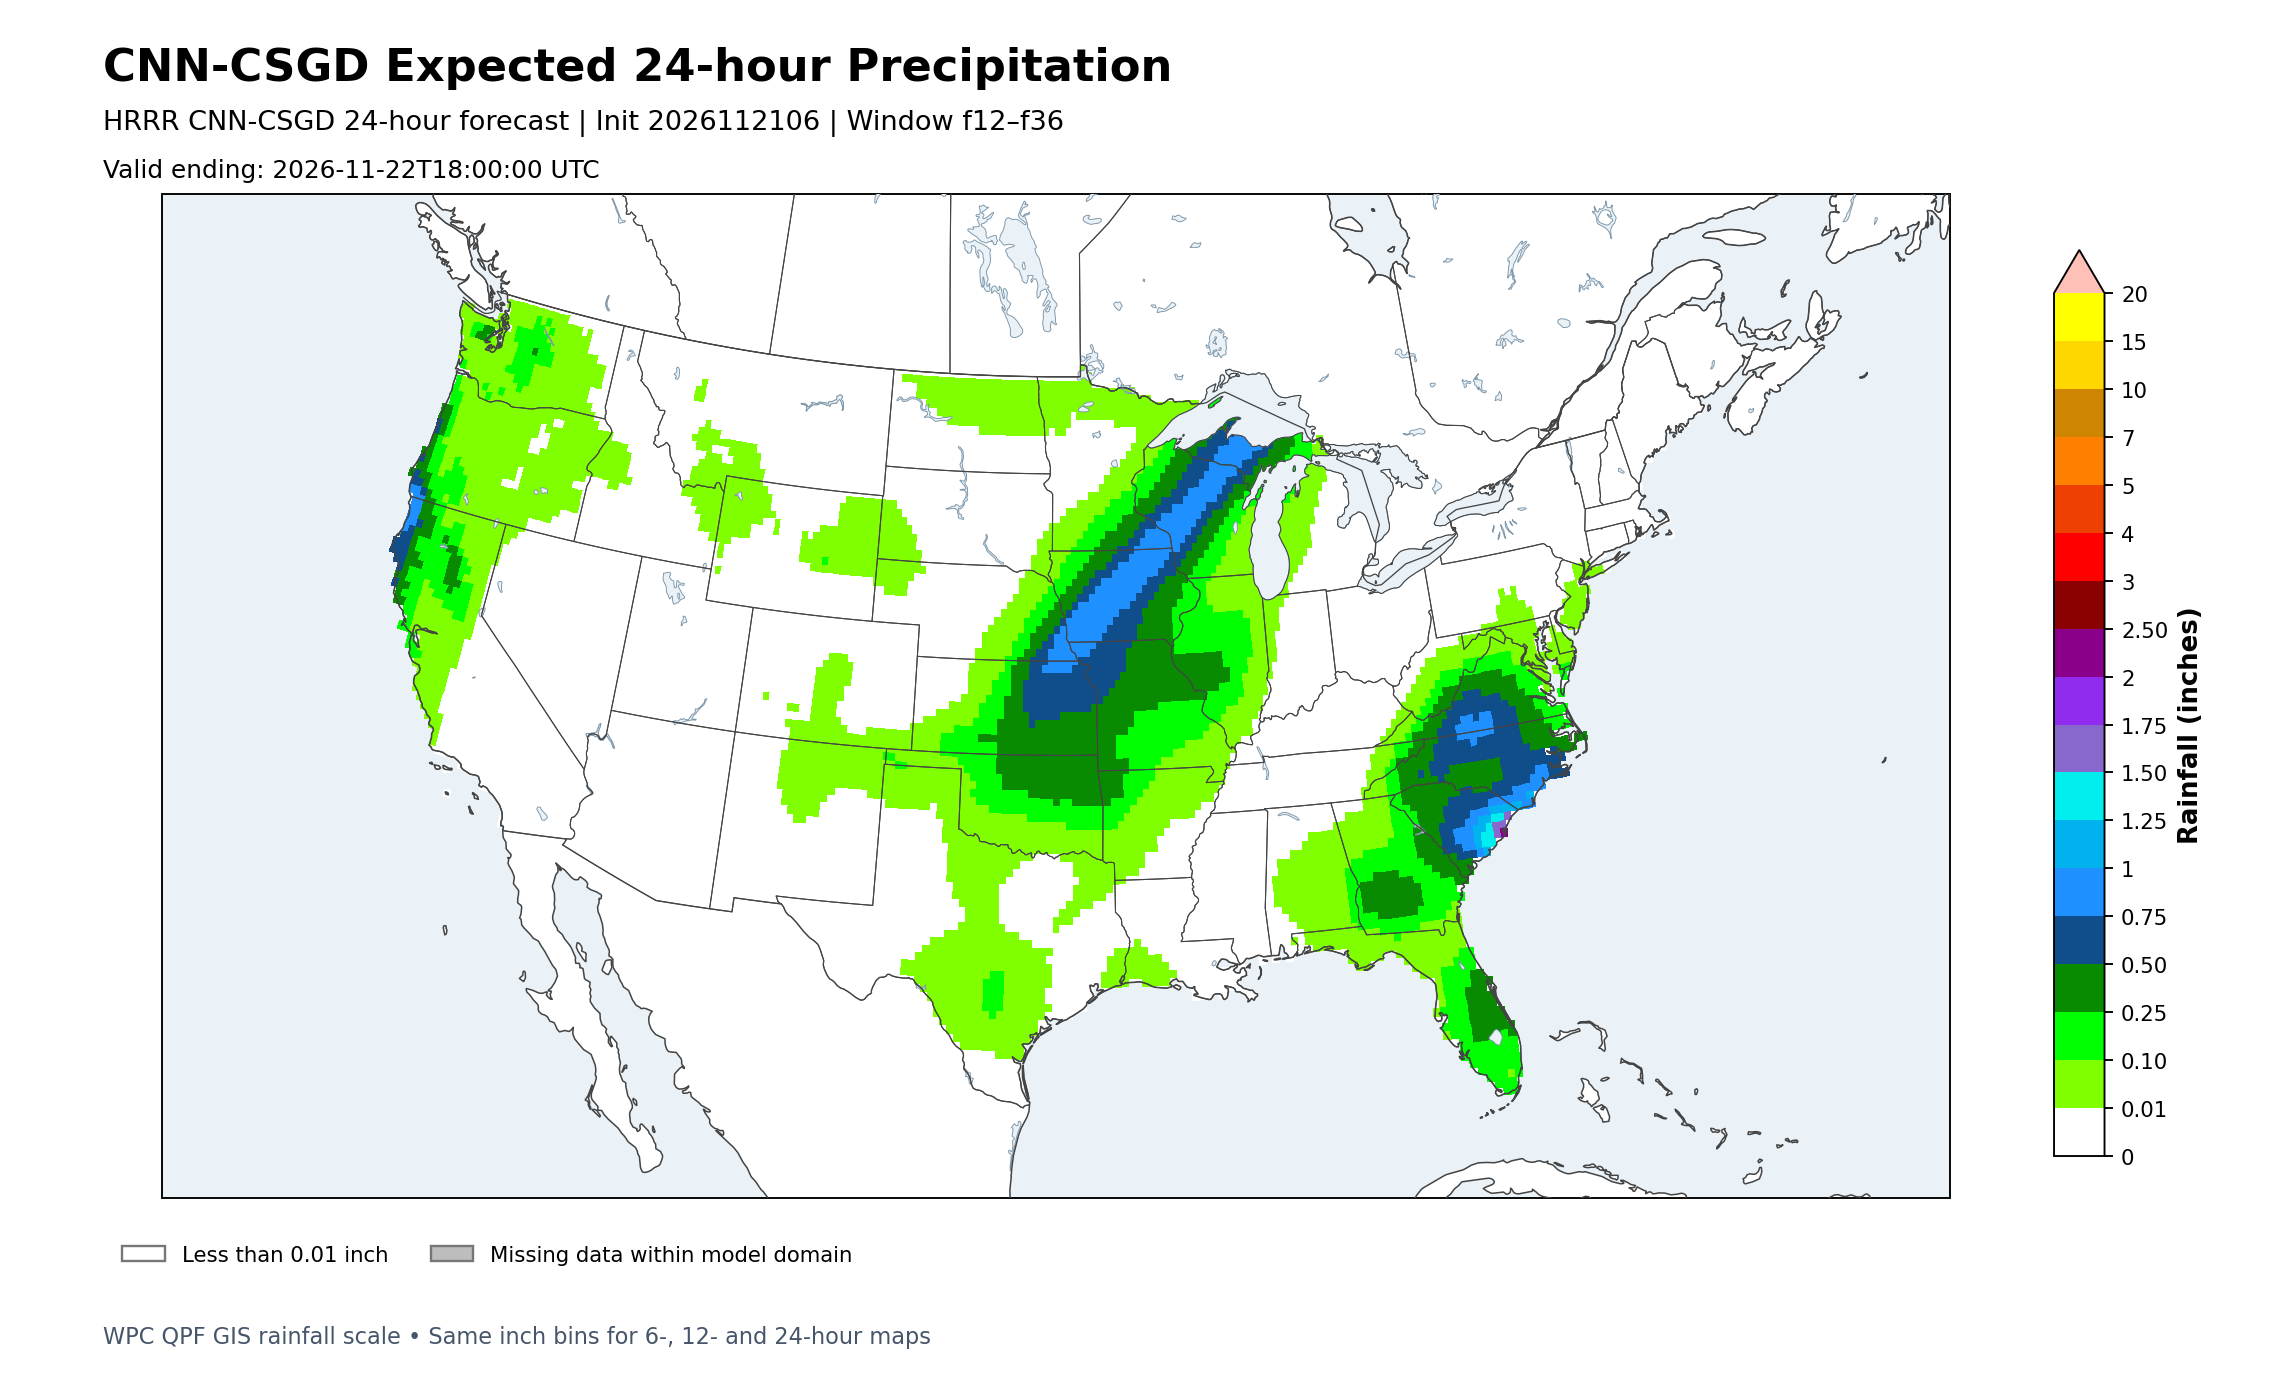 CNN-CSGD Expected 24-hour Precipitation
HRRR CNN-CSGD 24-hour forecast | Init 2026112106 | Window f12–f36
Valid ending: 2026-11-22T18:00:00 UTC
20
15
10
7
5
4
3
2.50
2
1.75
1.50
1.25
1
0.75
0.50
0.25
0.10
0.01
0
Rainfall (inches)
Less than 0.01 inch
Missing data within model domain
WPC QPF GIS rainfall scale • Same inch bins for 6-, 12- and 24-hour maps